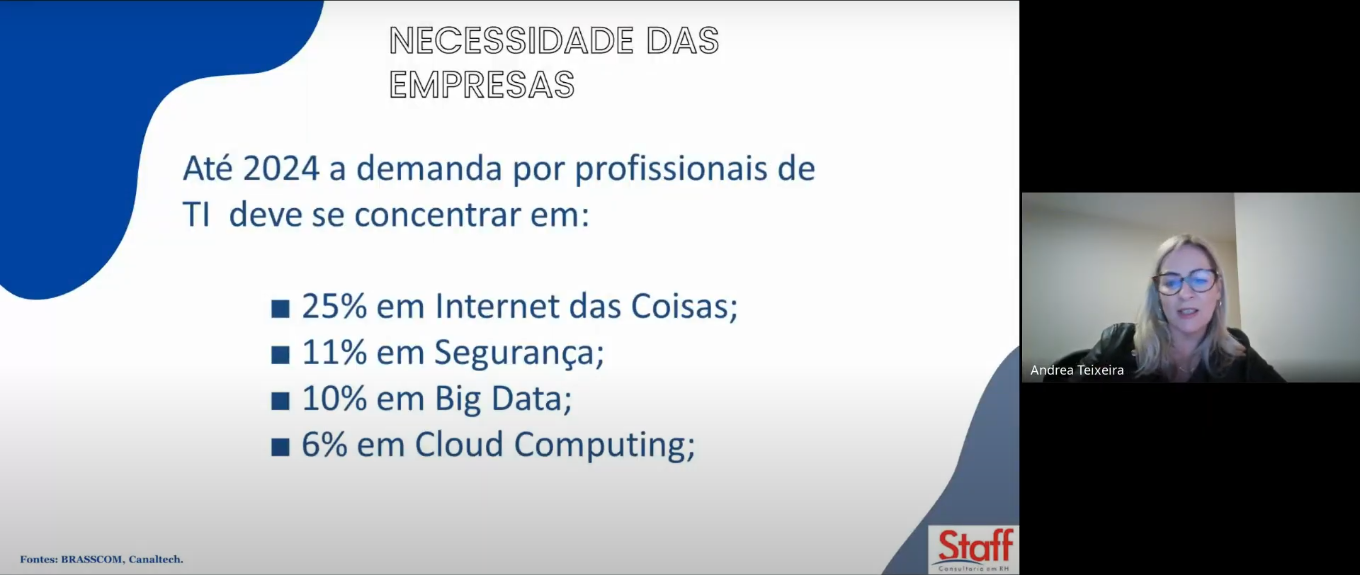 NECESSIDADE DAS
EMPRESAS
Até 2024 a demanda por profissionais de
TI deve se concentrar em:
■ 25% em Internet das Coisas;
■ 11% em Segurança;
■ 10% em Big Data;
■ 6% em Cloud Computing;
Andrea Teixeira
Fontes: BRASSCOM, Canaltech.
Staff
Consultoria em RH